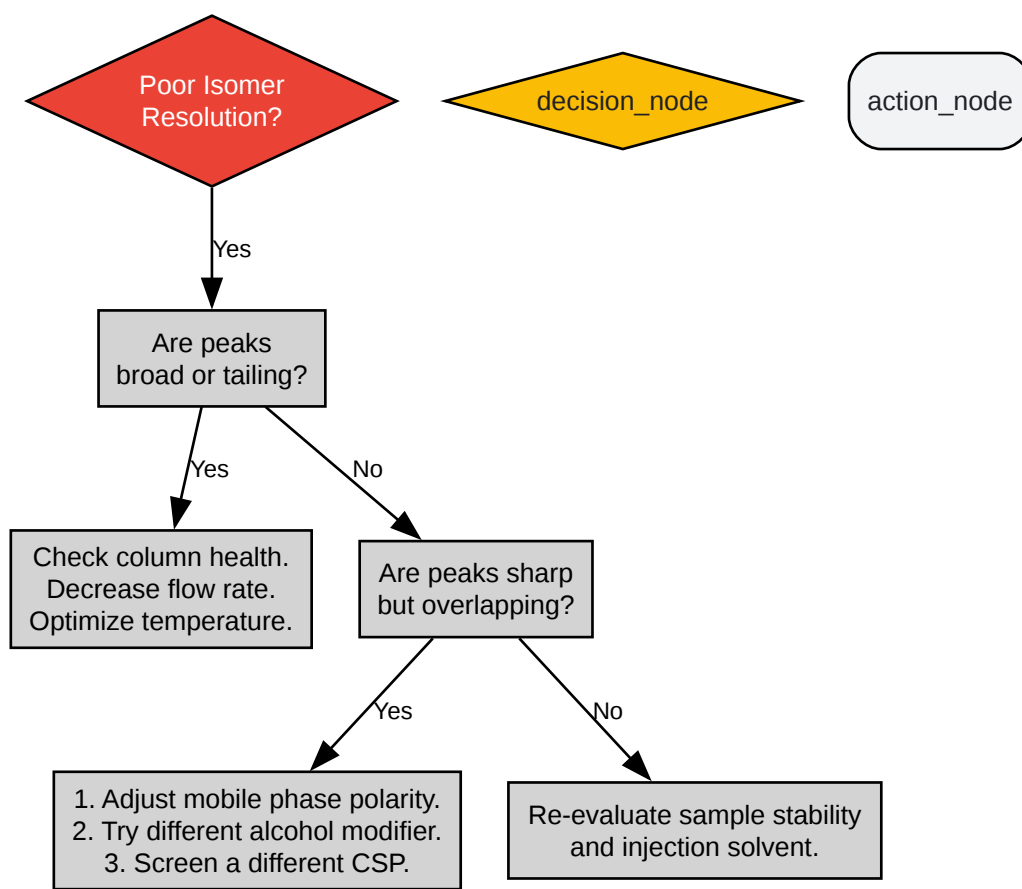 Poor Isomer
Resolution?
decision_node
action_node
Yes
Are peaks
broad or tailing?
Yes
No
Check column health.
Decrease flow rate.
Optimize temperature.
Are peaks sharp
but overlapping?
Yes
No
1. Adjust mobile phase polarity.
2. Try different alcohol modifier.
3. Screen a different CSP.
Re-evaluate sample stability
and injection solvent.